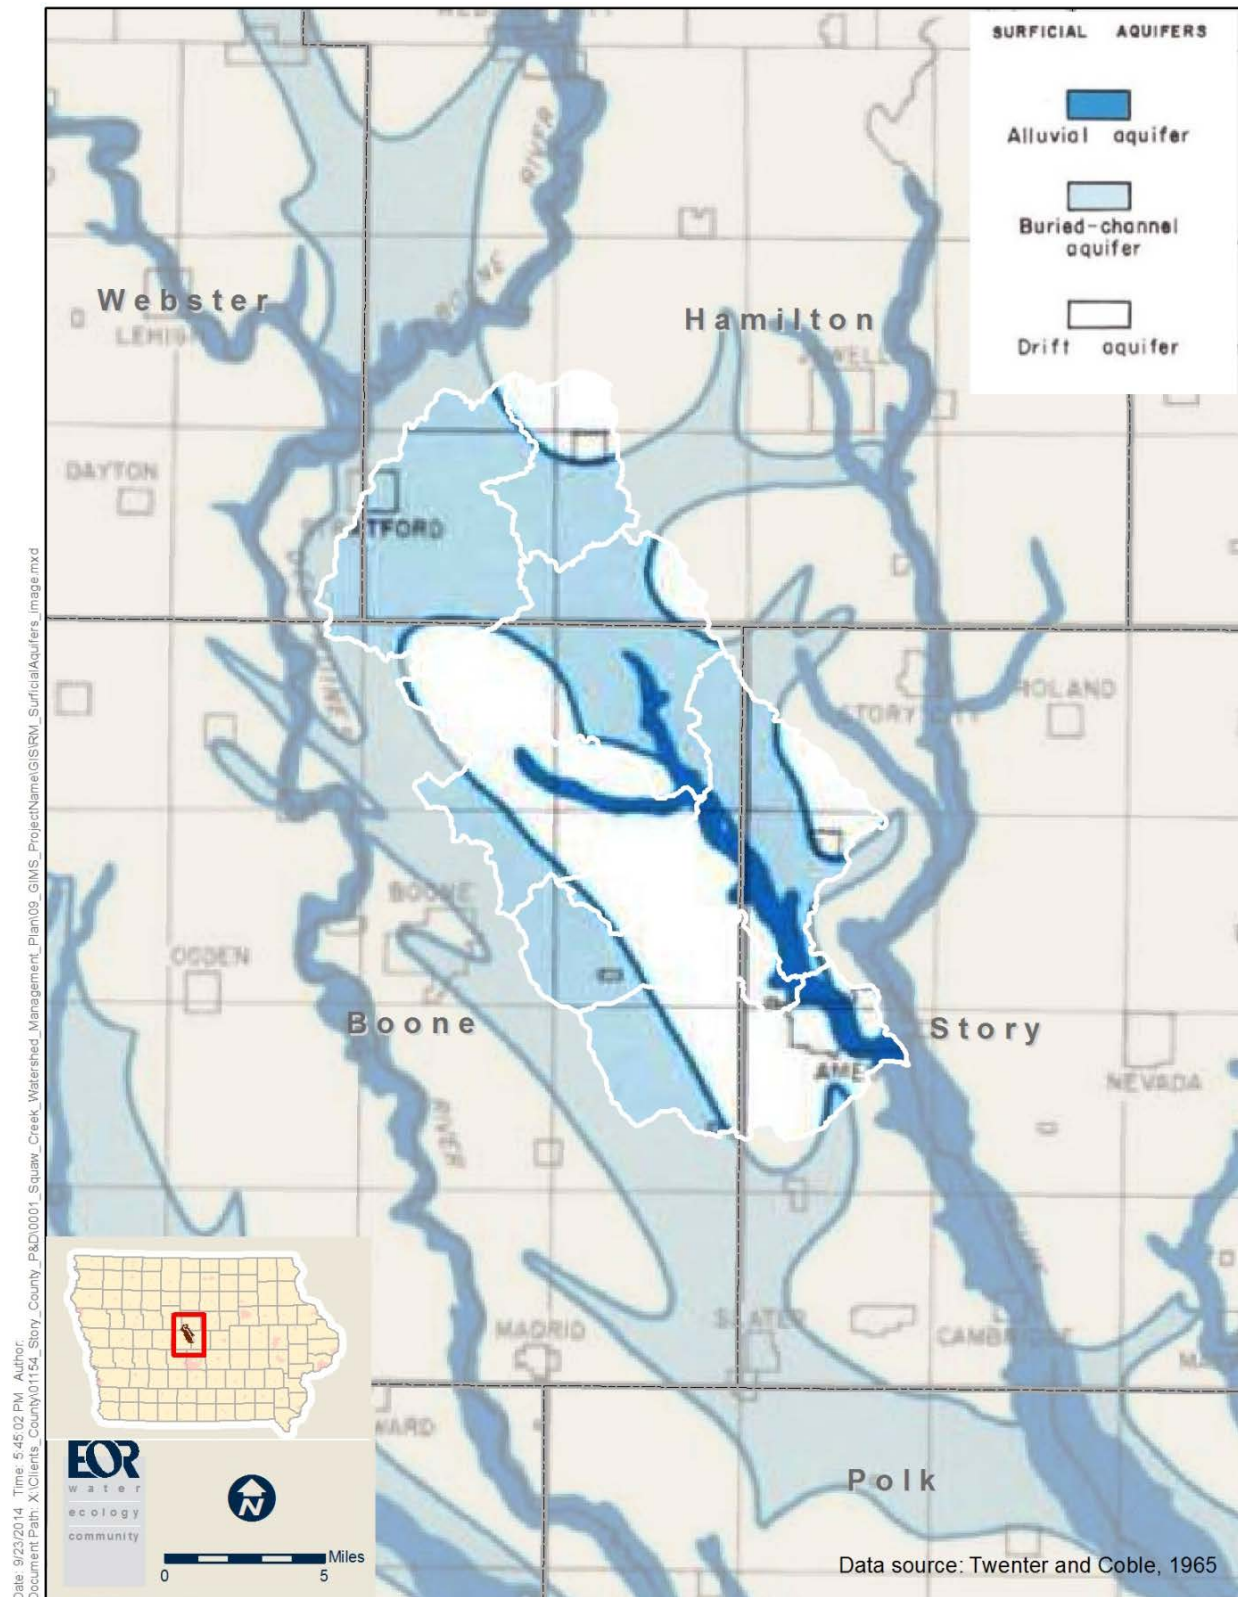 SURFICIAL AQUIFERS
Alluvial aquifer
Buried-channel
aquifer
Drift aquifer
RIVER
BOONE
Webster
LEHIGH
Hamilton
DAYTON
STRATFORD
ROLAND
STORY CITY
BOONE
OGDEN
Boone
Story
AME
NEVADA
RIVER
MADRID
SLATER
CAMBRIDGE
WARD
Polk
EOR
water
ecology
community
N
Miles
0 5
Data source: Twenter and Coble, 1965
Date: 9/23/2014 Time: 5:45:02 PM Author:
Document Path: X:\Clients_County\01154_Story_County_P&D\0001_Squaw_Creek_Watershed_Management_Plan\09_GIMS_ProjectName\GIS\RM_SurficialAquifers_image.mxd